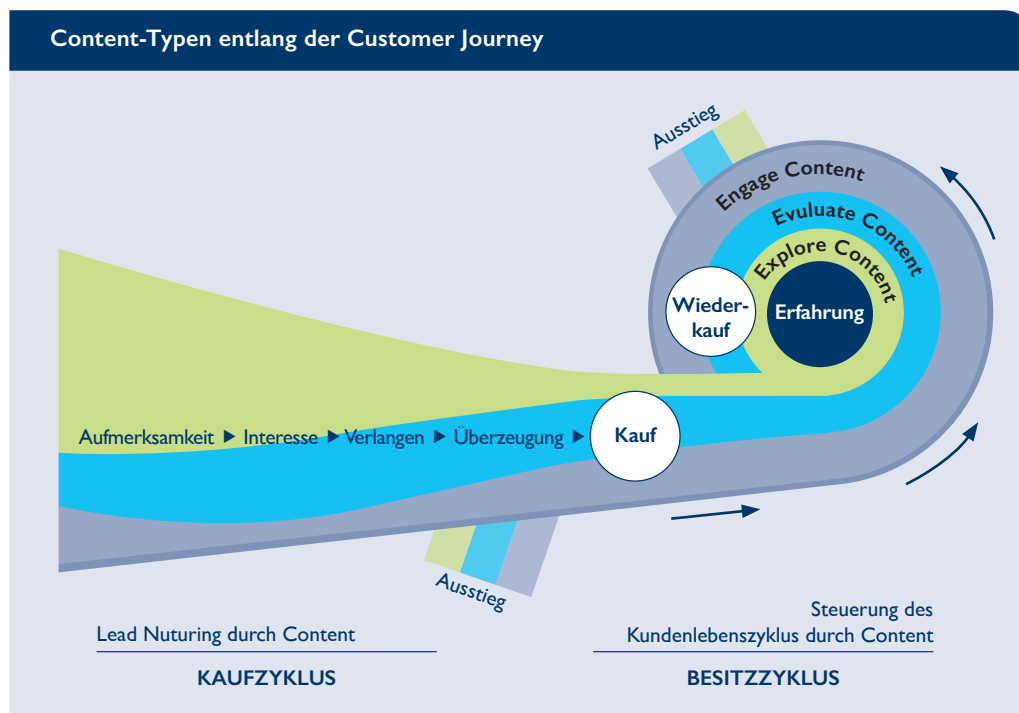 Content-Typen entlang der Customer Journey
Ausstieg
Engage Content
Evuluate Content
Explore Content
Wieder-
kauf
Erfahrung
Aufmerksamkeit ▶ Interesse ▶ Verlangen ▶ Überzeugung ▶ Kauf
Ausstieg
Lead Nuturing durch Content
KAUFZYKLUS
Steuerung des
Kundenlebenszyklus durch Content
BESITZZYKLUS